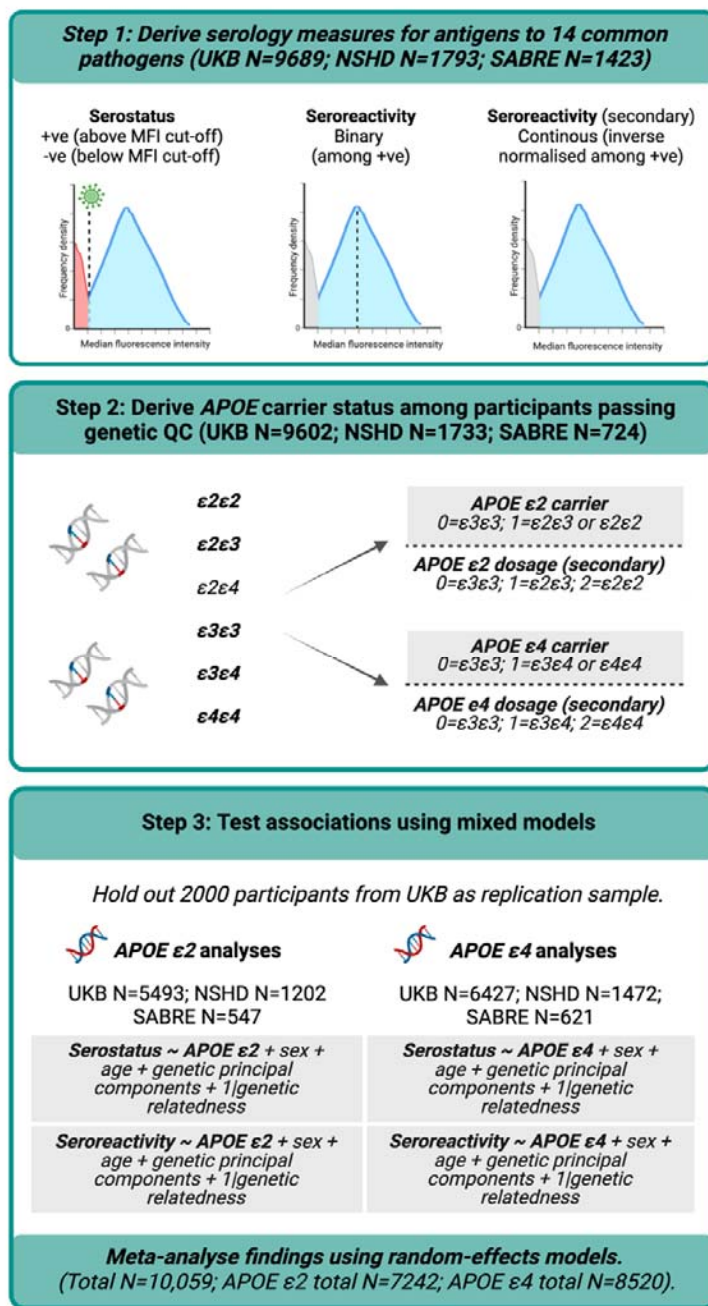 Step 1: Derive serology measures for antigens to 14 common
pathogens (UKB N=9689; NSHD N=1793; SABRE N=1423)
Serostatus
+ve (above MFI cut-off)
-ve (below MFI cut-off)
Frequency density
0
Median fluorescence intensity
Seroreactivity
Binary
(among +ve)
Frequency density
0
Median fluorescence intensity
Seroreactivity (secondary)
Continous (inverse
normalised among +ve)
Frequency density
0
Median fluorescence intensity
Step 2: Derive APOE carrier status among participants passing
genetic QC (UKB N=9602; NSHD N=1733; SABRE N=724)
ε2ε2
ε2ε3
ε2ε4
ε3ε3
ε3ε4
ε4ε4
APOE ε2 carrier
0=ε3ε3; 1=ε2ε3 or ε2ε2
APOE ε2 dosage (secondary)
0=ε3ε3; 1=ε2ε3; 2=ε2ε2
APOE ε4 carrier
0=ε3ε3; 1=ε3ε4 or ε4ε4
APOE e4 dosage (secondary)
0=ε3ε3; 1=ε3ε4; 2=ε4ε4
Step 3: Test associations using mixed models
Hold out 2000 participants from UKB as replication sample.
APOE ε2 analyses
UKB N=5493; NSHD N=1202
SABRE N=547
Serostatus ~ APOE ε2 + sex +
age + genetic principal
components + 1|genetic
relatedness
Seroreactivity ~ APOE ε2 + sex +
age + genetic principal
components + 1|genetic
relatedness
APOE ε4 analyses
UKB N=6427; NSHD N=1472;
SABRE N=621
Serostatus ~ APOE ε4 + sex +
age + genetic principal
components + 1|genetic
relatedness
Seroreactivity ~ APOE ε4 + sex +
age + genetic principal
components + 1|genetic
relatedness
Meta-analyse findings using random-effects models.
(Total N=10,059; APOE ε2 total N=7242; APOE ε4 total N=8520).